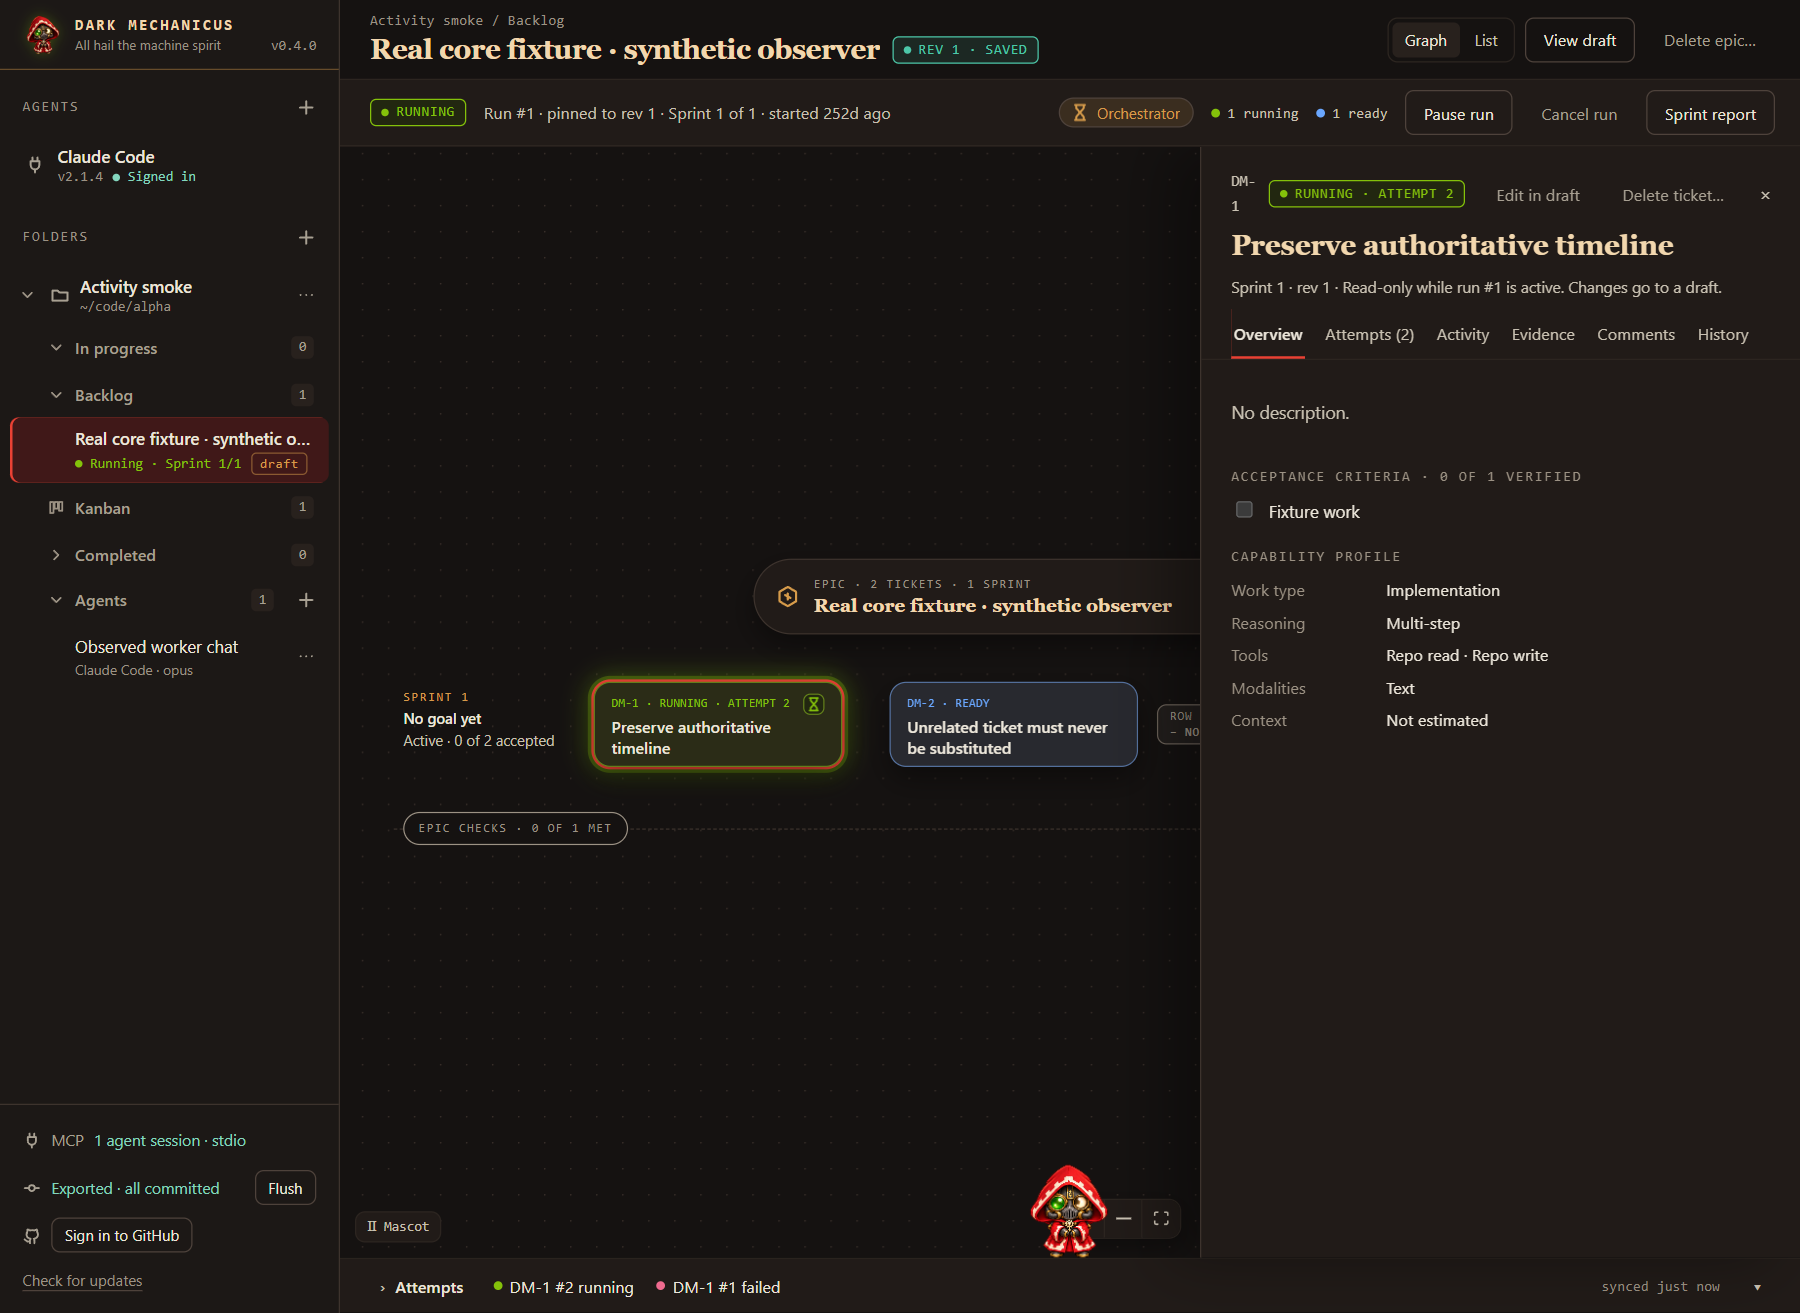 DARK MECHANICUS
All hail the machine spirit
v0.4.0
AGENTS
Claude Code
v2.1.4 ● Signed in
FOLDERS
Activity smoke
~/code/alpha
In progress 0
Backlog 1
Real core fixture · synthetic o...
● Running · Sprint 1/1 draft
Kanban 1
Completed 0
Agents 1
Observed worker chat
Claude Code · opus
MCP 1 agent session · stdio
Exported · all committed Flush
Sign in to GitHub
Check for updates
Activity smoke / Backlog
Real core fixture · synthetic observer
● REV 1 · SAVED
Graph List View draft Delete epic...
● RUNNING Run #1 · pinned to rev 1 · Sprint 1 of 1 · started 252d ago
Orchestrator ● 1 running ● 1 ready Pause run Cancel run Sprint report
EPIC · 2 TICKETS · 1 SPRINT
Real core fixture · synthetic observer
SPRINT 1
No goal yet
Active · 0 of 2 accepted
DM-1 · RUNNING · ATTEMPT 2
Preserve authoritative
timeline
DM-2 · READY
Unrelated ticket must never
be substituted
ROW
– NO
EPIC CHECKS · 0 OF 1 MET
Mascot
DM-
1
● RUNNING · ATTEMPT 2 Edit in draft Delete ticket... ×
Preserve authoritative timeline
Sprint 1 · rev 1 · Read-only while run #1 is active. Changes go to a draft.
Overview Attempts (2) Activity Evidence Comments History
No description.
ACCEPTANCE CRITERIA · 0 OF 1 VERIFIED
Fixture work
CAPABILITY PROFILE
Work type Implementation
Reasoning Multi-step
Tools Repo read · Repo write
Modalities Text
Context Not estimated
› Attempts ● DM-1 #2 running ● DM-1 #1 failed
synced just now